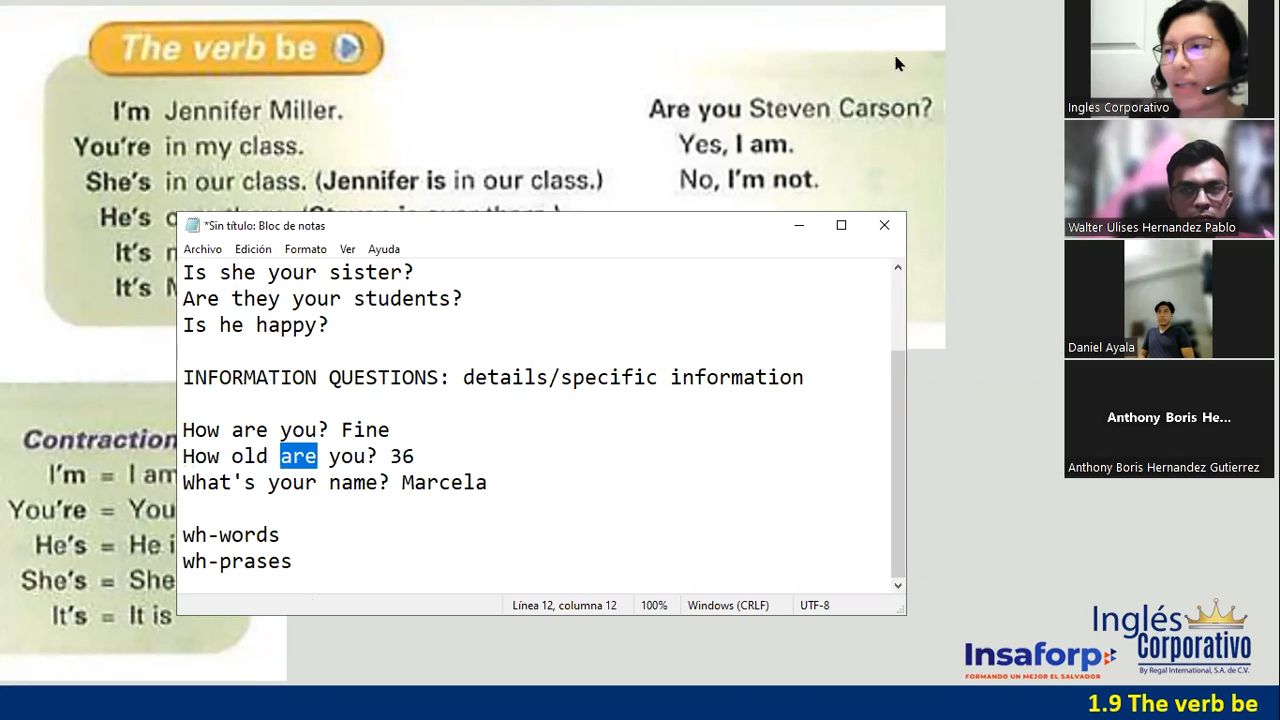 The verb be
I'm Jennifer Miller.
You're in my class.
She's in our class. (Jennifer is in our class.)
He's
It's
It's
Are you Steven Carson?
Yes, I am.
No, I'm not.
*Sin título: Bloc de notas
Archivo Edición Formato Ver Ayuda
Is she your sister?
Are they your students?
Is he happy?
INFORMATION QUESTIONS: details/specific information
How are you? Fine
How old are you? 36
What's your name? Marcela
wh-words
wh-prases
Línea 12, columna 12 100% Windows (CRLF) UTF-8
Contraction
I'm = I am
You're = You
He's = He i
She's = She
It's = It is
Ingles Corporativo
Walter Ulises Hernandez Pablo
Daniel Ayala
Anthony Boris He...
Anthony Boris Hernandez Gutierrez
Insaforp
FORMANDO UN MEJOR EL SALVADOR
Inglés
Corporativo
By Regal International, S.A. de C.V.
1.9 The verb be